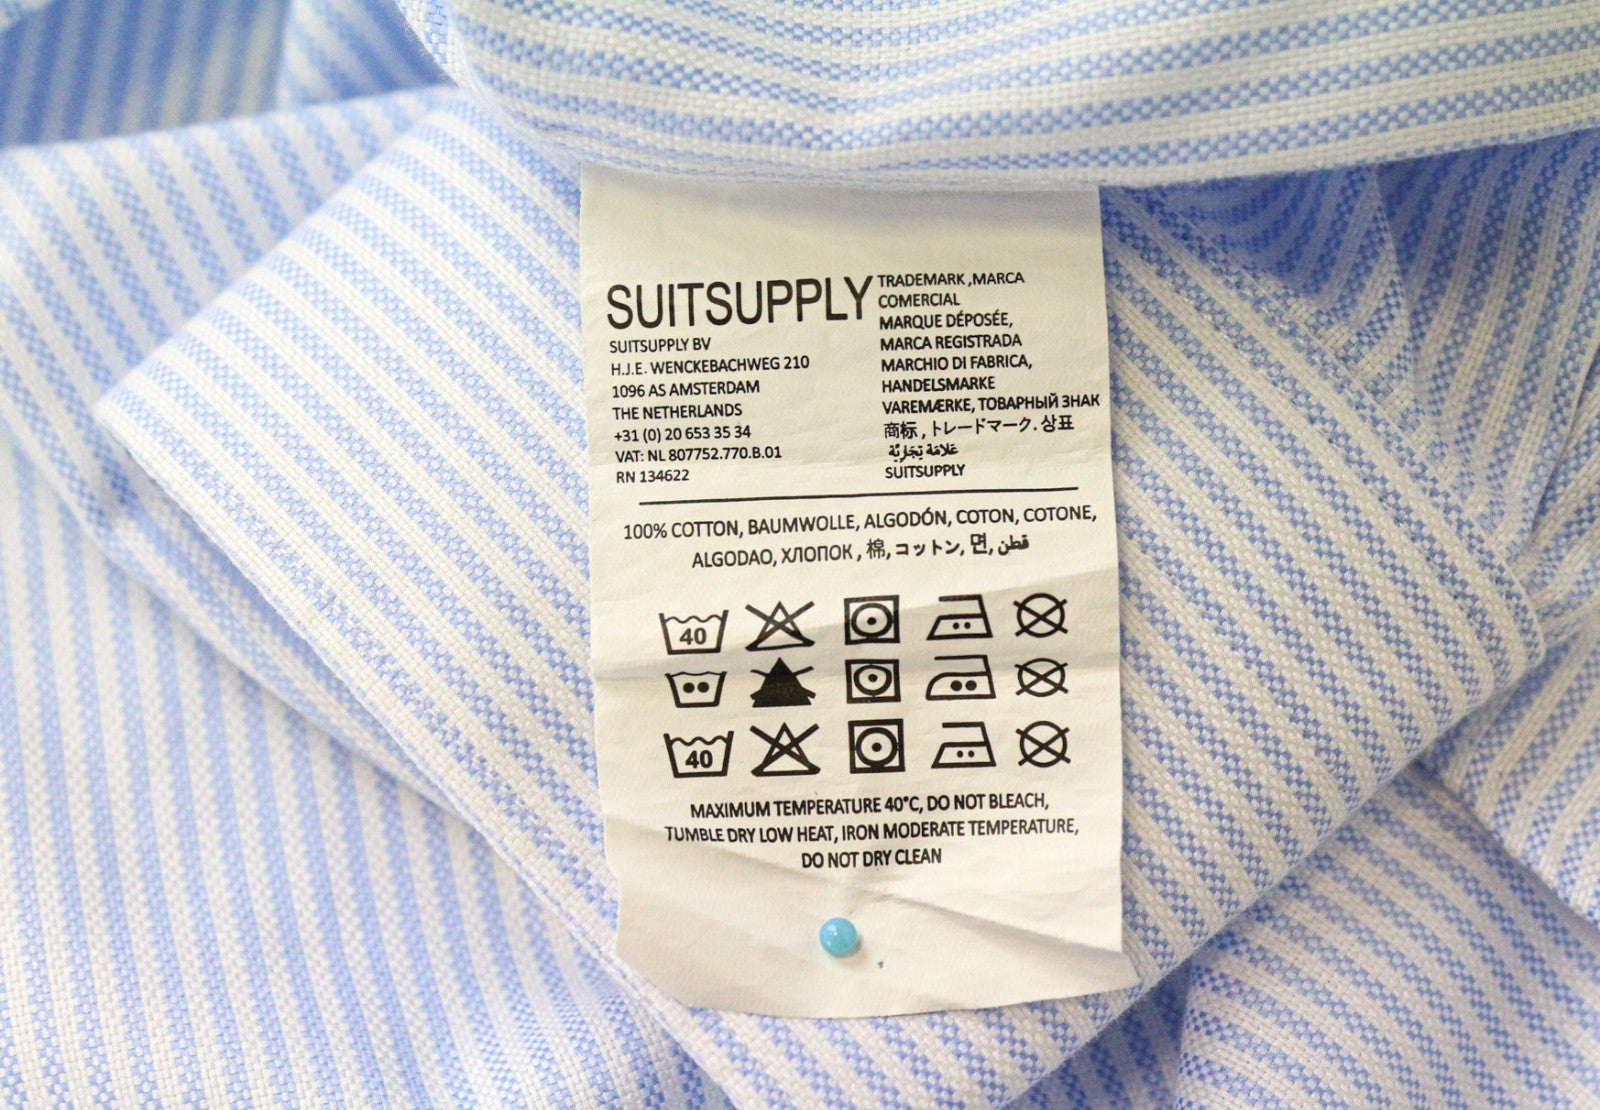 SUITSUPPLY
SUITSUPPLY BV
H.J.E. WENCKEBACHWEG 210
1096 AS AMSTERDAM
THE NETHERLANDS
+31 (0) 20 653 35 34
VAT: NL 807752.770.B.01
RN 134622
TRADEMARK ,MARCA
COMERCIAL
MARQUE DÉPOSÉE,
MARCA REGISTRADA
MARCHIO DI FABRICA,
HANDELSMARKE
VAREMÆRKE, ТОВАРНЫЙ ЗНАК
商标 , トレードマーク. 상표
عَلَامَة تِجَارِيَّة
SUITSUPPLY
100% COTTON, BAUMWOLLE, ALGODÓN, COTON, COTONE,
ALGODAO, ХЛОПОК , 棉, コットン, 면, قطن
40
40
MAXIMUM TEMPERATURE 40°C, DO NOT BLEACH,
TUMBLE DRY LOW HEAT, IRON MODERATE TEMPERATURE,
DO NOT DRY CLEAN